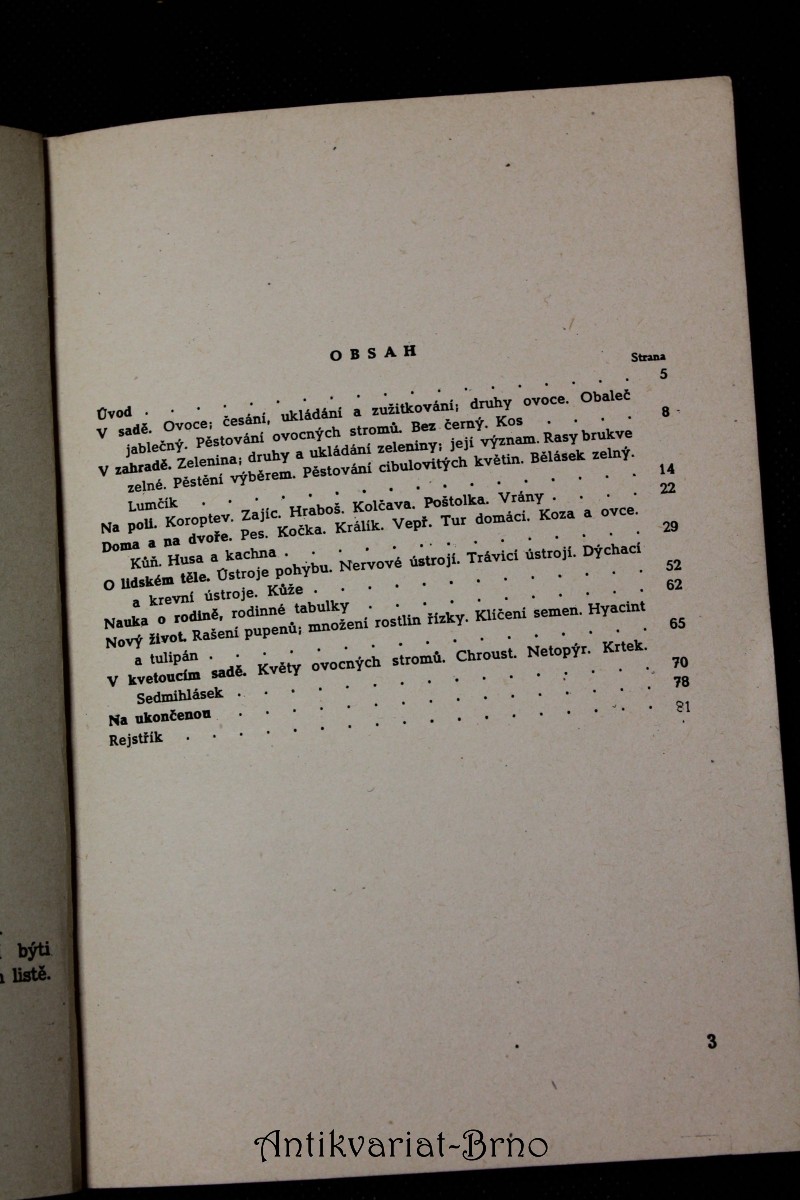 OBSAH
Strana
Úvod . . . . . . . . . . . . . . . . . . . 5
V sadě. Ovoce; česání, ukládání a zužitkování; druhy ovoce. Obaleč
jablečný. Pěstování ovocných stromů. Bez černý. Kos . . . . 8
V zahradě. Zelenina; druhy a ukládání zeleniny; její význam. Rasy brukve
zelné. Pěstění výběrem. Pěstování cibulovitých květin. Bělásek zelný.
Lumčík . . . . . . . . . . . . . . . . . . 14
Na poli. Koroptev. Zajíc. Hraboš. Kolčava. Poštolka. Vrány . . . . 22
Doma a na dvoře. Pes. Kočka. Králík. Vepř. Tur domácí. Koza a ovce.
Kůň. Husa a kachna . . . . . . . . . . . . . . 29
O lidském těle. Ústroje pohybu. Nervové ústrojí. Trávicí ústrojí. Dýchací
a krevní ústroje. Kůže . . . . . . . . . . . . . 52
Nauka o rodině, rodinné tabulky . . . . . . . . . . . 62
Nový život. Rašení pupenů; množení rostlin řízky. Klíčení semen. Hyacint
a tulipán . . . . . . . . . . . . . . . . . 65
V kvetoucím sadě. Květy ovocných stromů. Chroust. Netopýr. Krtek.
Sedmihlásek . . . . . . . . . . . . . . . . 70
Na ukončenou . . . . . . . . . . . . . . . . 78
Rejstřík . . . . . . . . . . . . . . . . . . 81
býti
listě.
3
Antikvariat-Brno